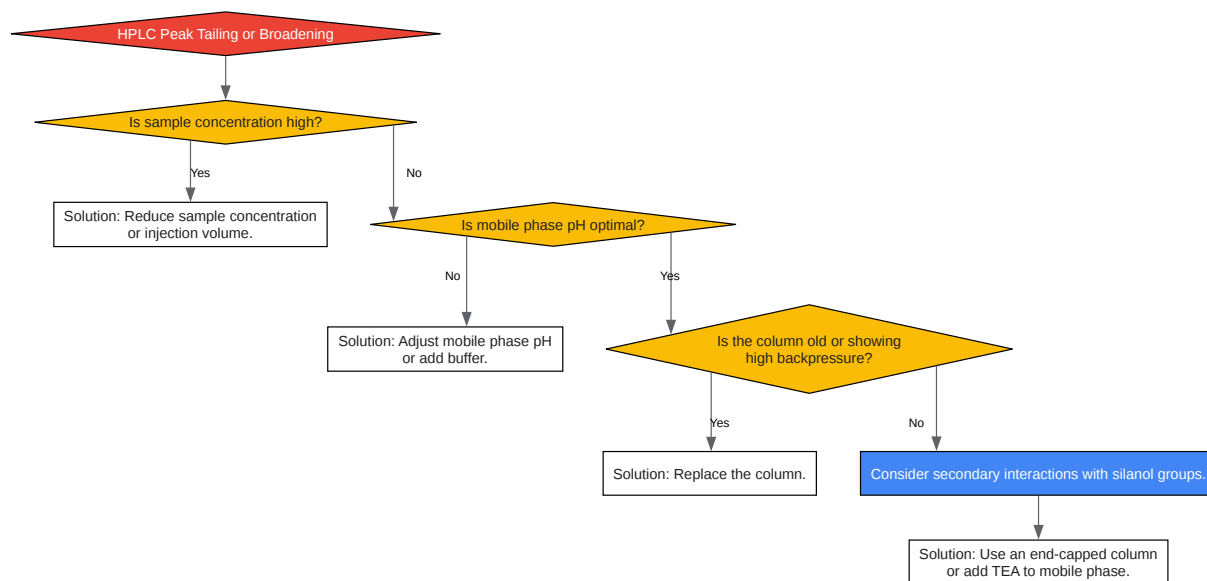 HPLC Peak Tailing or Broadening
Is sample concentration high?
Yes
No
Solution: Reduce sample concentration
or injection volume.
Is mobile phase pH optimal?
No
Yes
Solution: Adjust mobile phase pH
or add buffer.
Is the column old or showing
high backpressure?
Yes
No
Solution: Replace the column.
Consider secondary interactions with silanol groups.
Solution: Use an end-capped column
or add TEA to mobile phase.